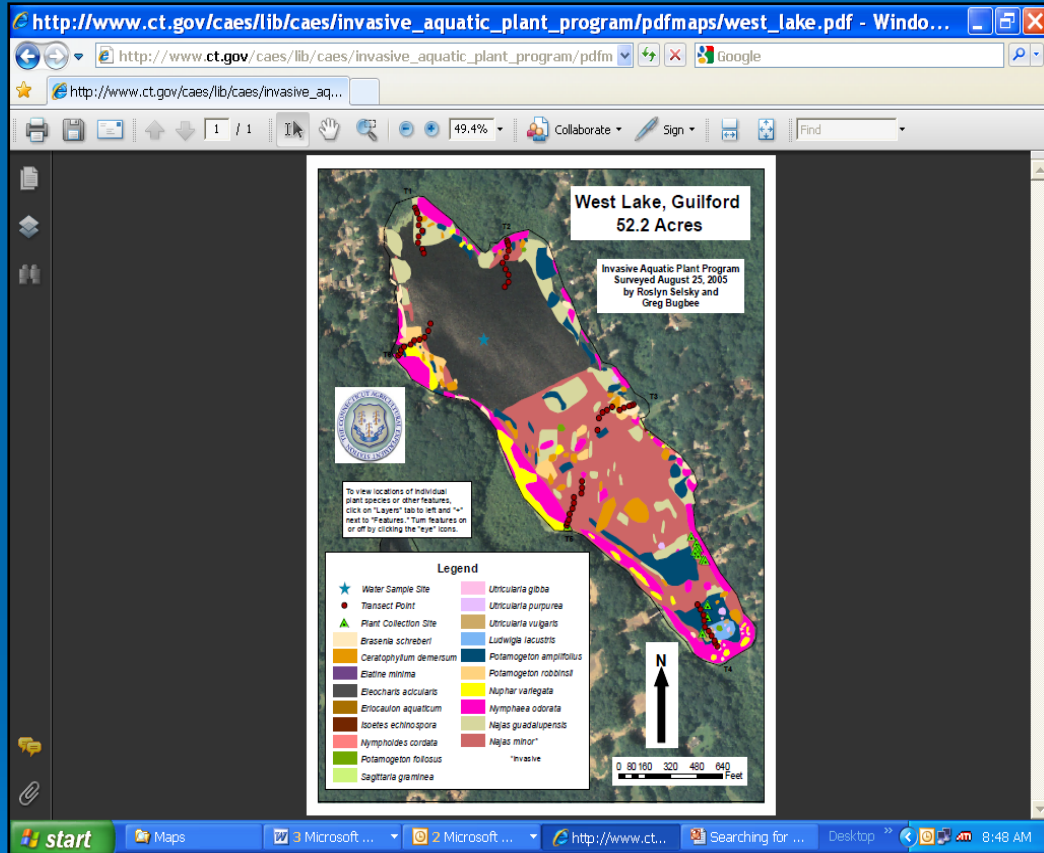 http://www.ct.gov/caes/lib/caes/invasive_aquatic_plant_program/pdfmaps/west_lake.pdf - Windo...
http://www.ct.gov/caes/lib/caes/invasive_aquatic_plant_program/pdfm
Google
http://www.ct.gov/caes/lib/caes/invasive_aq...
1 / 1
49.4%
Collaborate
Sign
Find
West Lake, Guilford
52.2 Acres
Invasive Aquatic Plant Program
Surveyed August 25, 2005
by Roslyn Selsky and
Greg Bugbee
T1
T2
T3
T4
T5
T6
THE CONNECTICUT AGRICULTURAL EXPERIMENT STATION
To view locations of individual
plant species or other features,
click on "Layers" tab to left and "+"
next to "Features." Turn features on
or off by clicking the "eye" icons.
Legend
Water Sample Site
Transect Point
Plant Collection Site
Brasenia schreberi
Ceratophyllum demersum
Elatine minima
Eleocharis acicularis
Eriocaulon aquaticum
Isoetes echinospora
Nymphoides cordata
Potamogeton foliosus
Sagittaria graminea
Utricularia gibba
Utricularia purpurea
Utricularia vulgaris
Ludwigia lacustris
Potamogeton amplifolius
Potamogeton robbinsii
Nuphar variegata
Nymphaea odorata
Najas guadalupensis
Najas minor*
*Invasive
N
0 80 160 320 480 640
Feet
start
Maps
3 Microsoft ...
2 Microsoft ...
http://www.ct...
Searching for ...
Desktop
8:48 AM